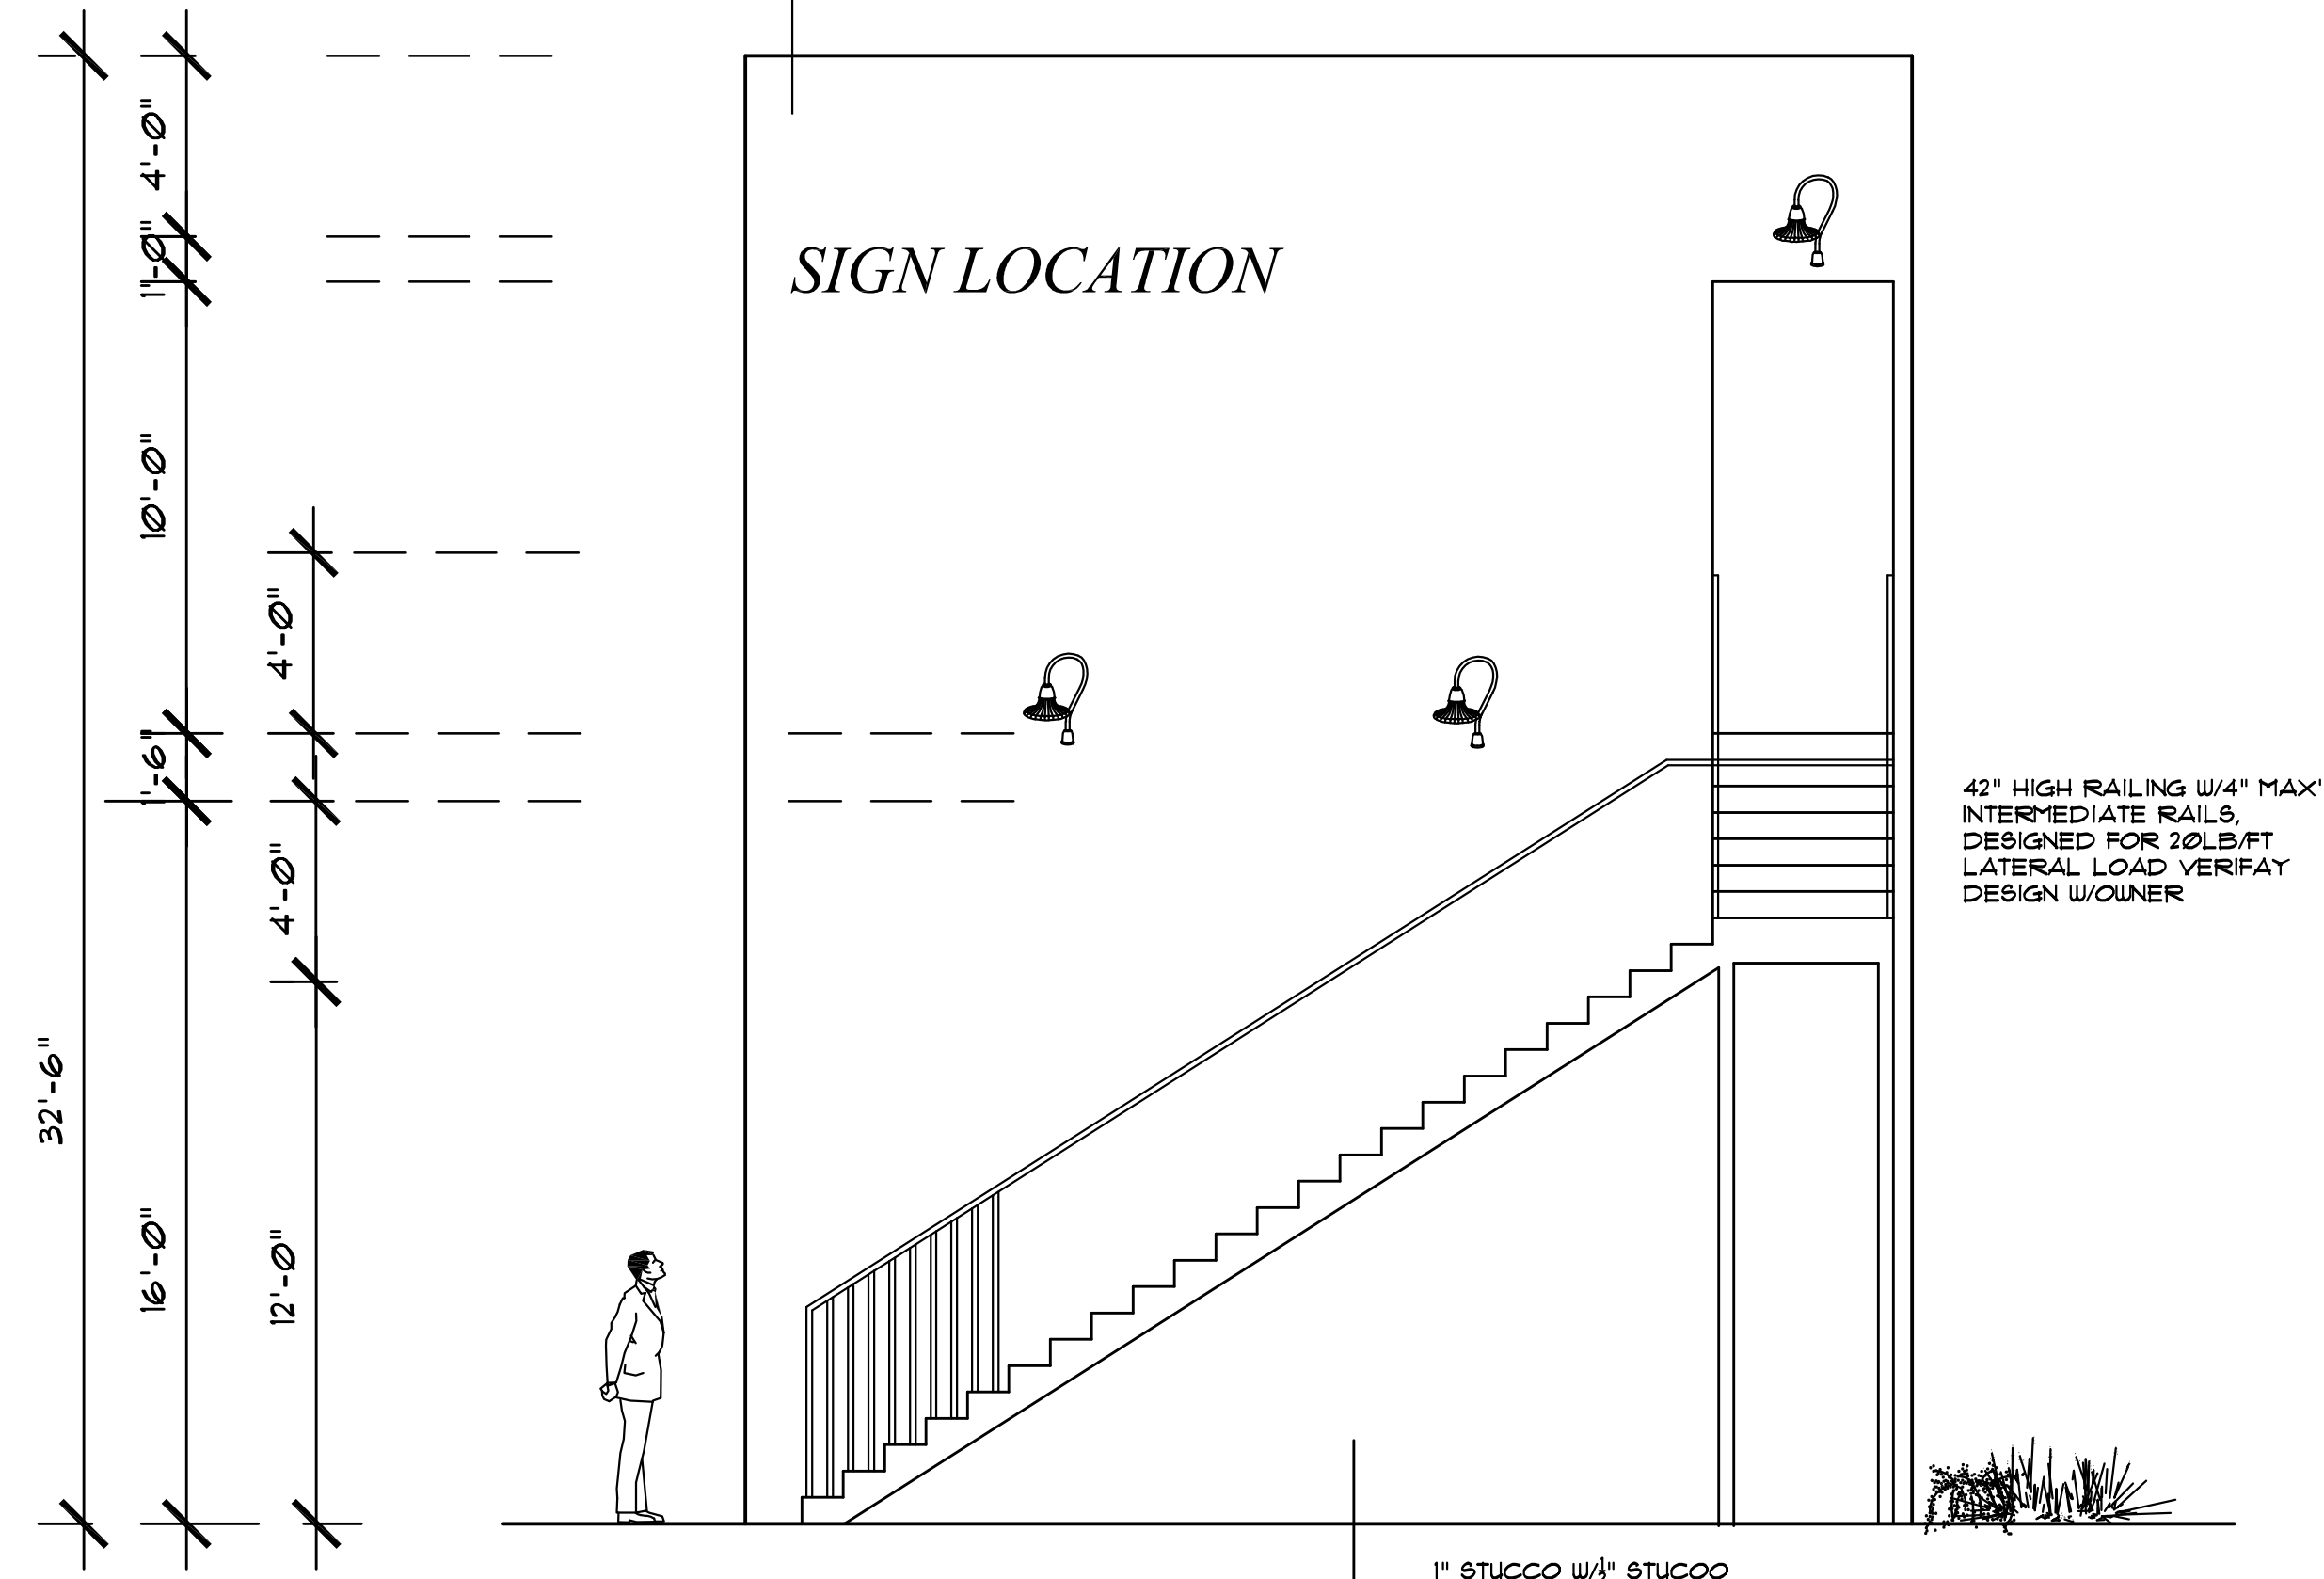 4'-0"
1'-0"
SIGN LOCATION
10'-0"
4'-0"
1'-6"
42" HIGH RAILING W/4" MAX'
INTERMEDIATE RAILS,
DESIGNED FOR 20LB/FT
LATERAL LOAD VERIFAY
DESIGN W/OWNER
4'-0"
32'-6"
16'-0"
12'-0"
1" STUCCO W/½" STUCOO